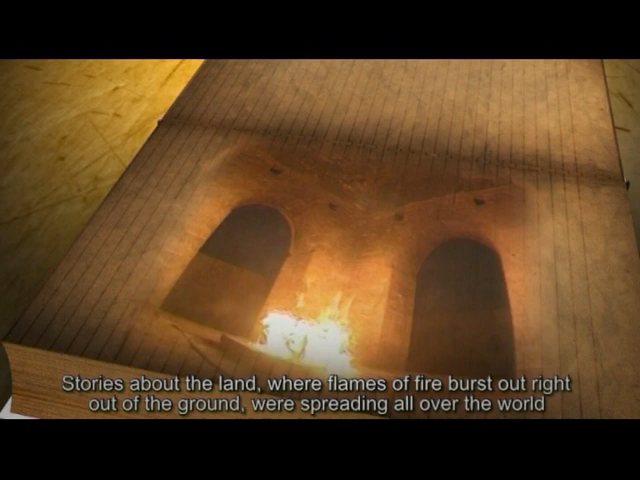 Stories about the land, where flames of fire burst out right
out of the ground, were spreading all over the world